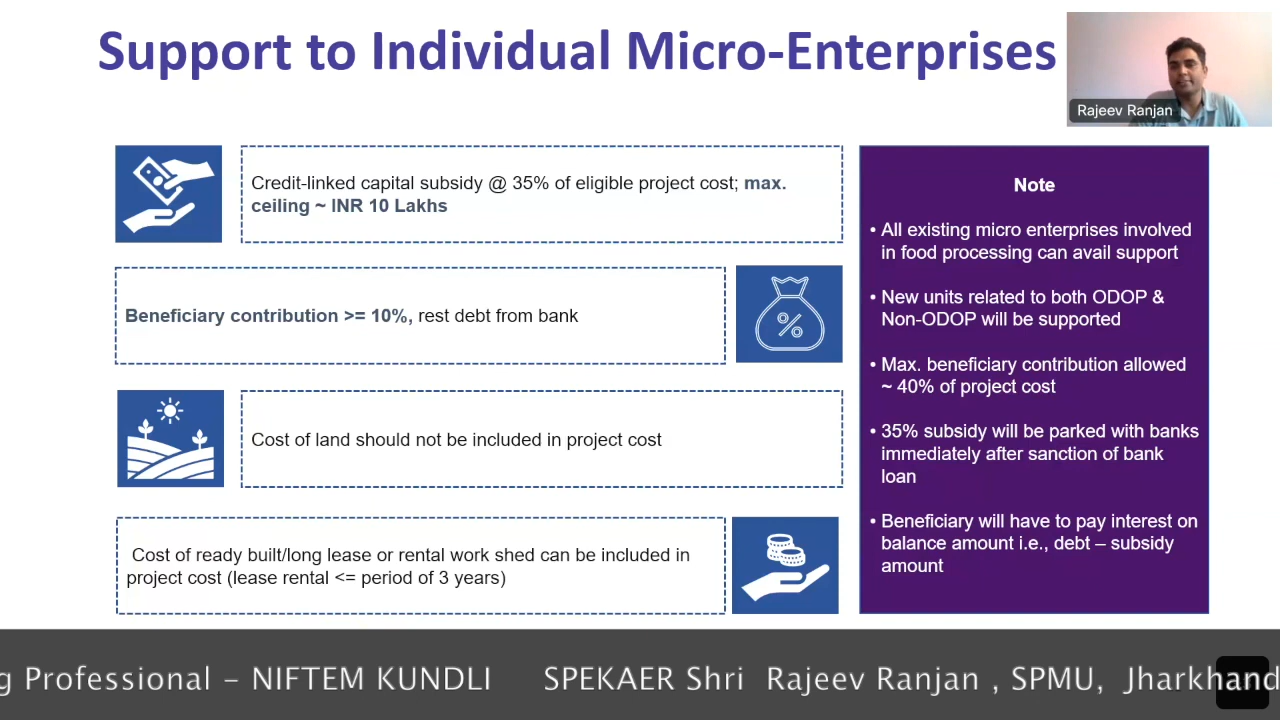 Support to Individual Micro-Enterprises
Rajeev Ranjan
Credit-linked capital subsidy @ 35% of eligible project cost; max.
ceiling ~ INR 10 Lakhs
Beneficiary contribution >= 10%, rest debt from bank
%
Cost of land should not be included in project cost
Cost of ready built/long lease or rental work shed can be included in
project cost (lease rental <= period of 3 years)
Note
• All existing micro enterprises involved
in food processing can avail support
• New units related to both ODOP &
Non-ODOP will be supported
• Max. beneficiary contribution allowed
~ 40% of project cost
• 35% subsidy will be parked with banks
immediately after sanction of bank
loan
• Beneficiary will have to pay interest on
balance amount i.e., debt – subsidy
amount
g Professional – NIFTEM KUNDLI SPEKAER Shri Rajeev Ranjan , SPMU, Jharkhand